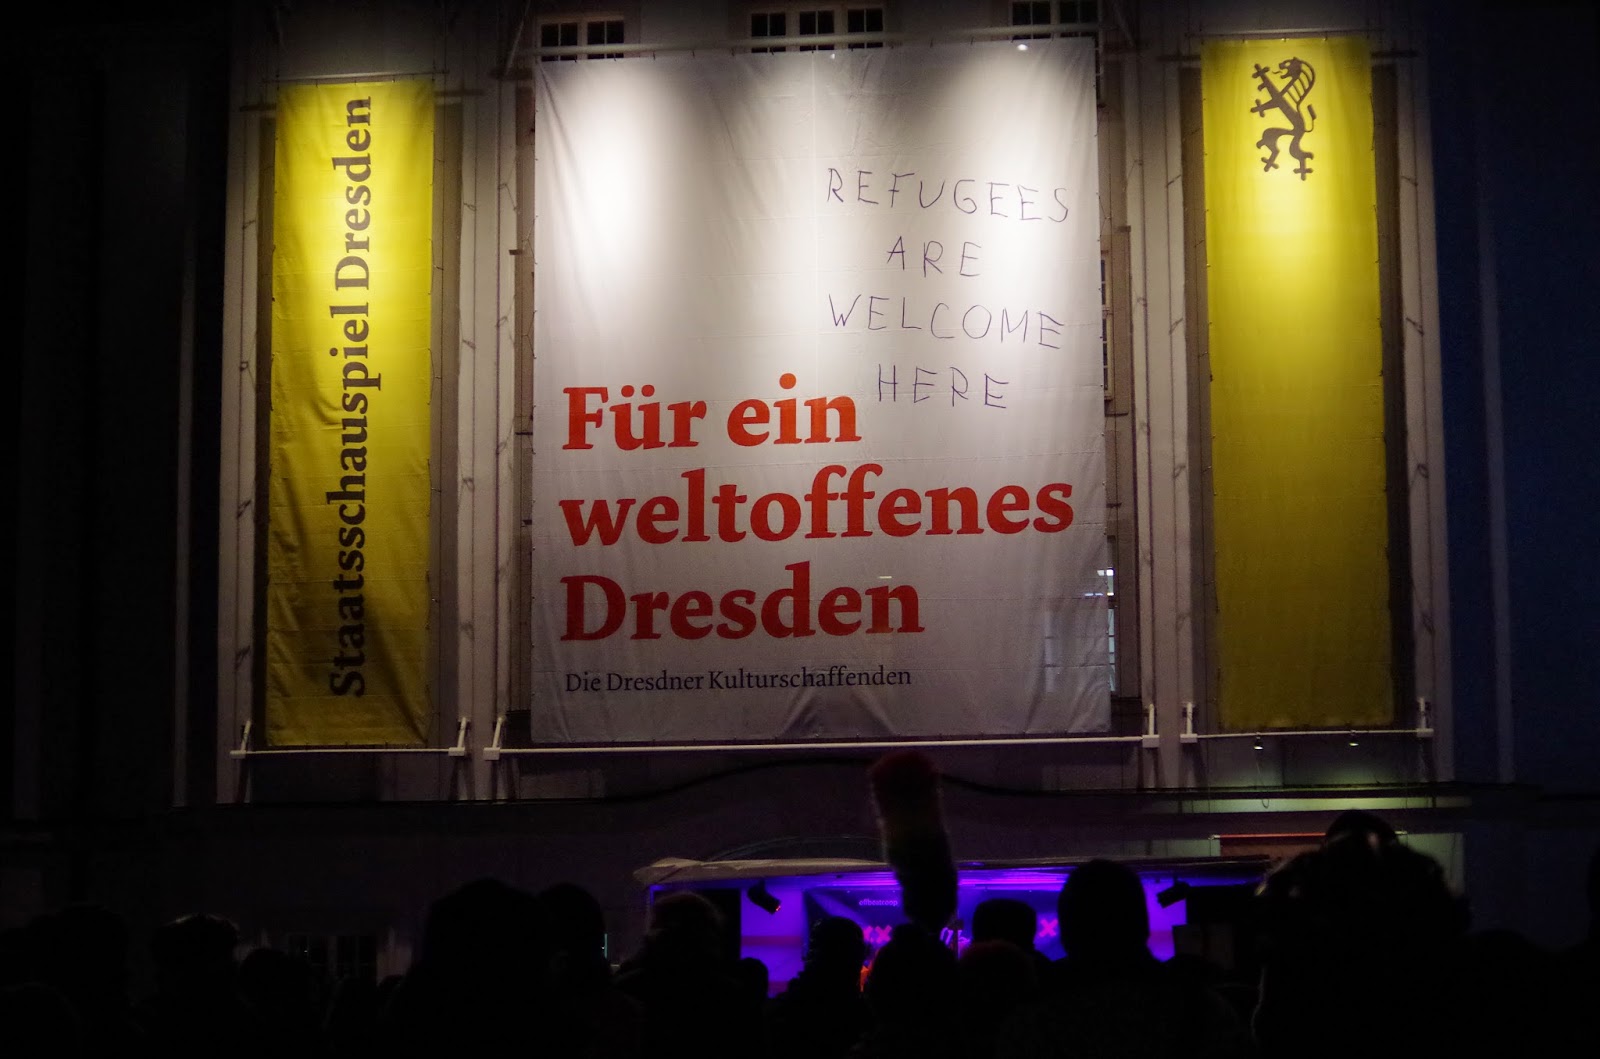 Staatsschauspiel Dresden
REFUGEES
ARE
WELCOME
HERE
Für ein
weltoffenes
Dresden
Die Dresdner Kulturschaffenden